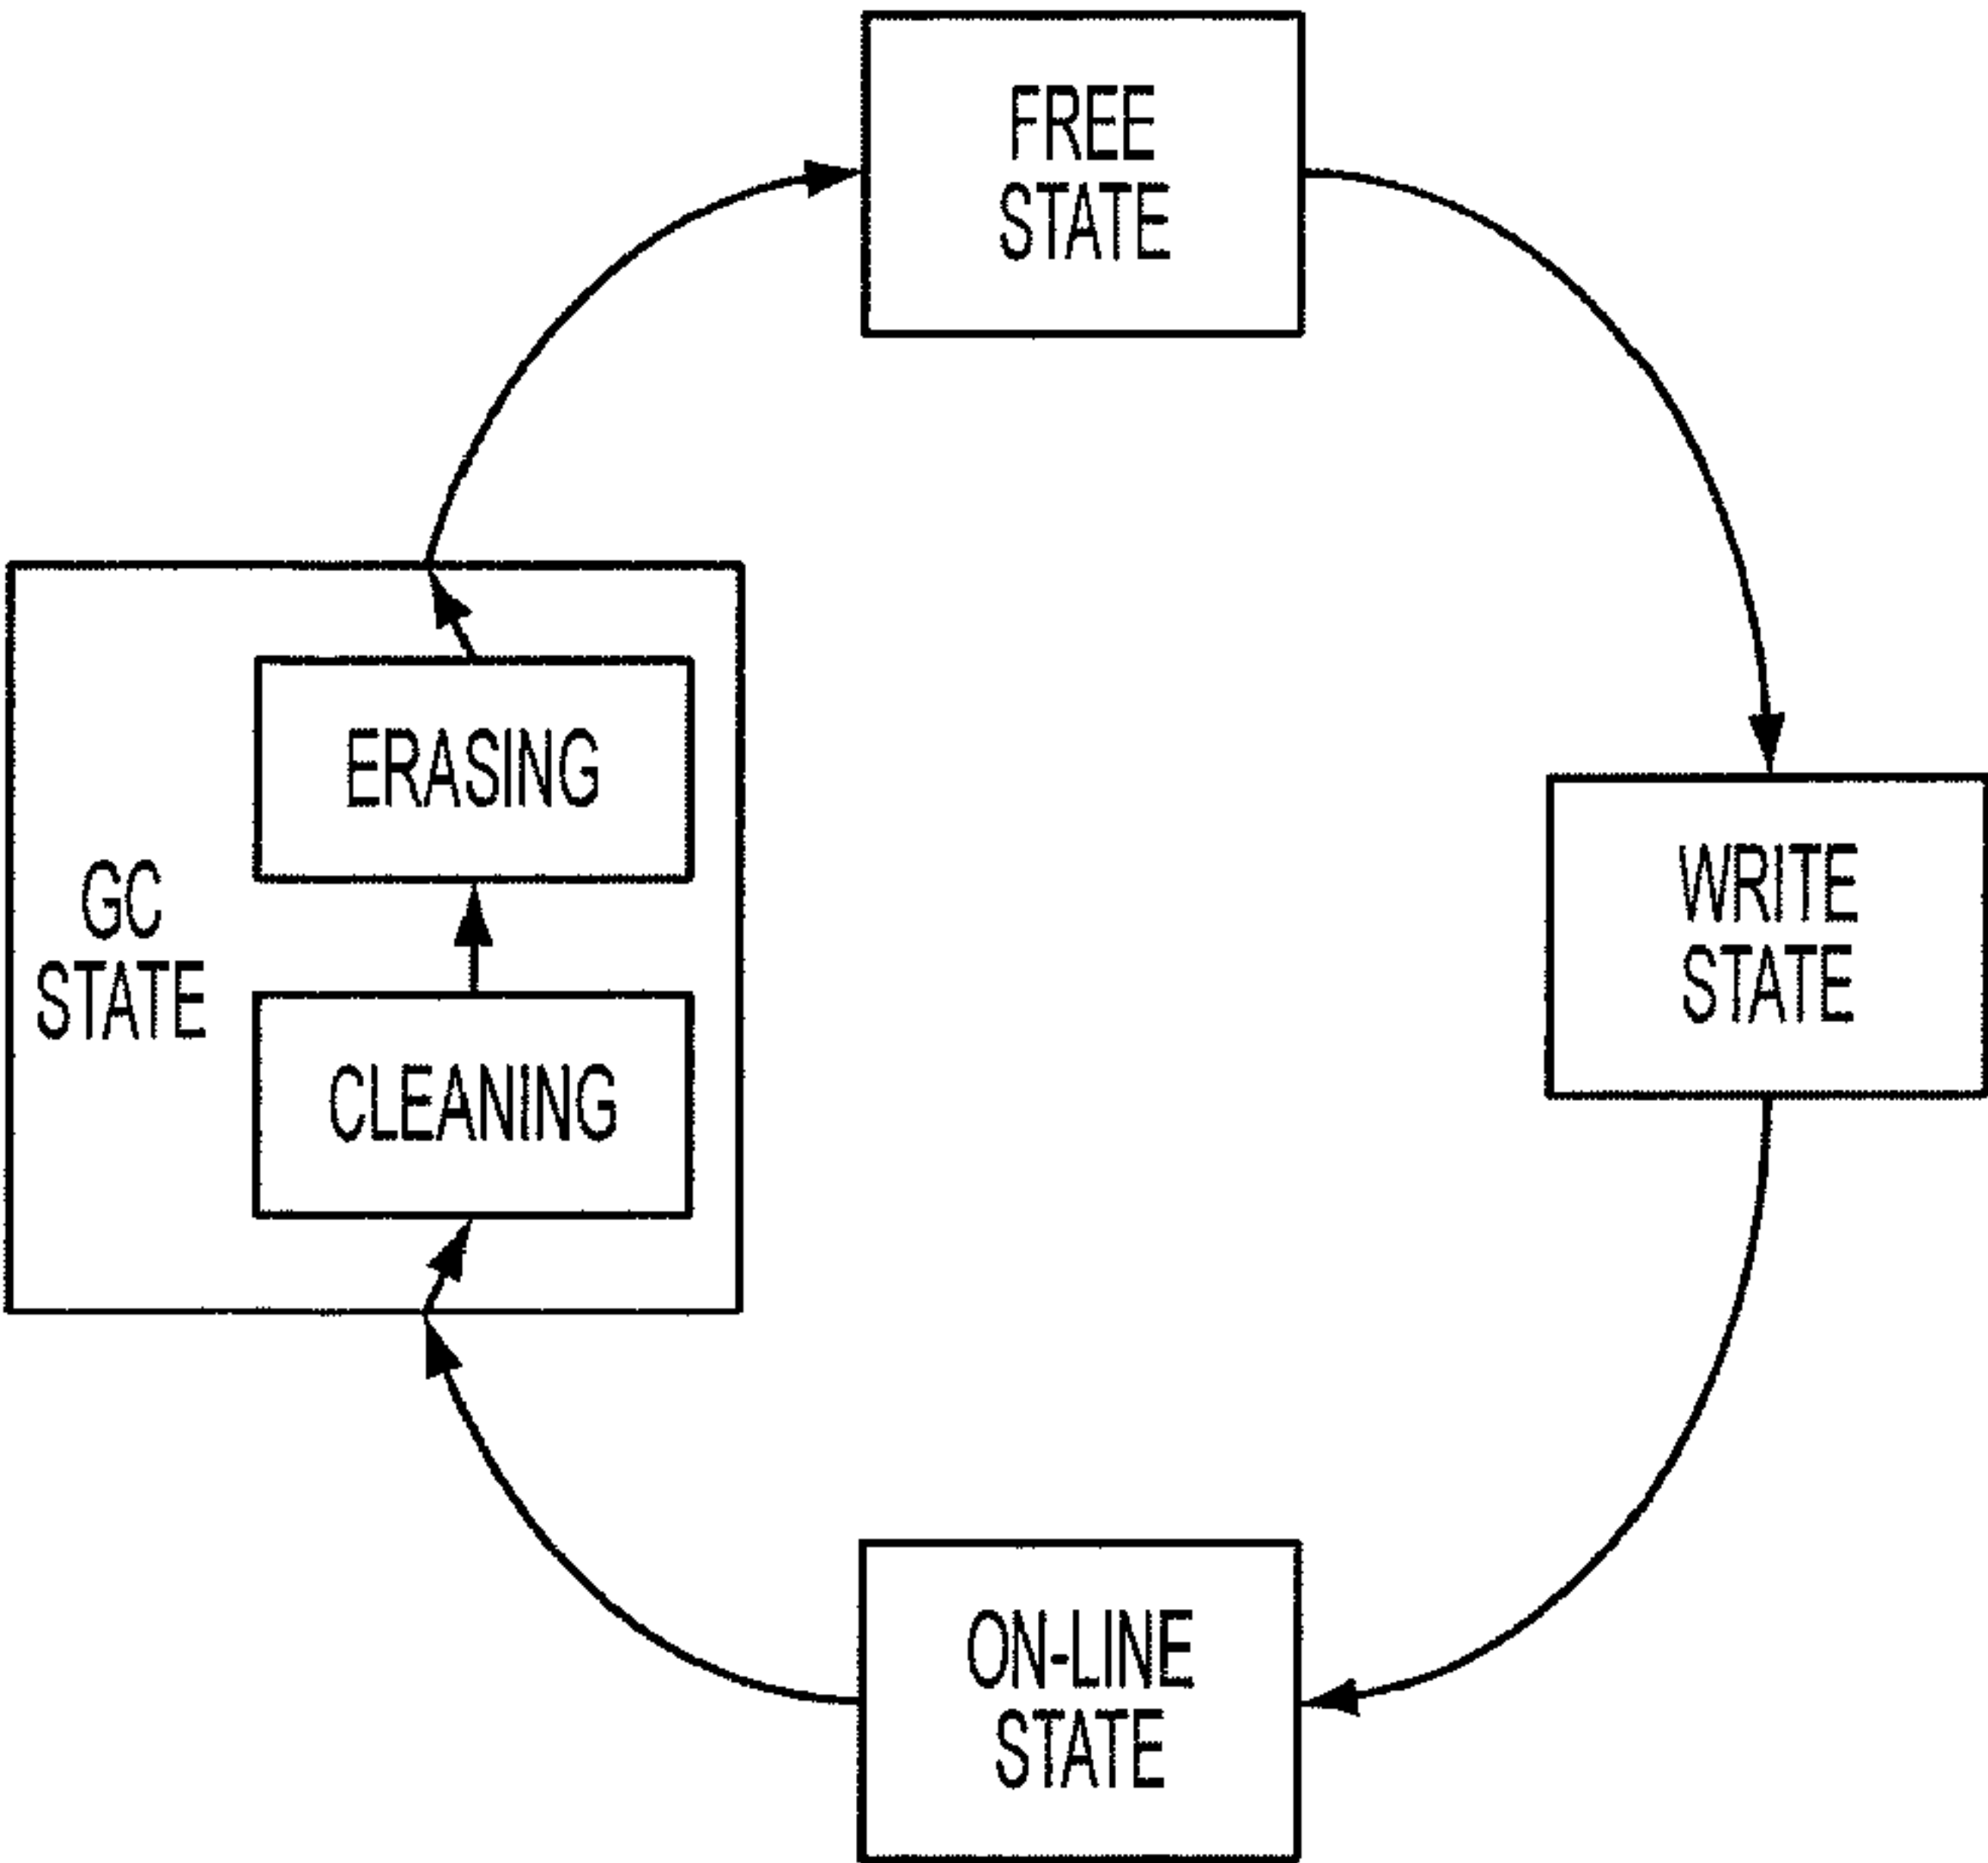 FREE
STATE
ERASING
GC
STATE
CLEANING
WRITE
STATE
ON-LINE
STATE